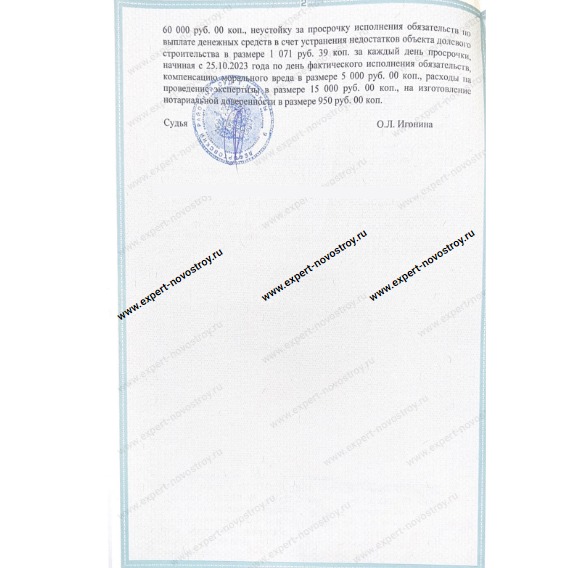 2
60 000 руб. 00 коп., неустойку за просрочку исполнения обязательств по
выплате денежных средств в счет устранения недостатков объекта долевого
строительства в размере 1 071 руб. 39 коп. за каждый день просрочки,
начиная с 25.10.2023 года по день фактического исполнения обязательств,
компенсацию морального вреда в размере 5 000 руб. 00 коп., расходы на
проведение экспертизы в размере 15 000 руб. 00 коп., на изготовление
нотариальной доверенности в размере 950 руб. 00 коп.
Судья О.Л. Игонина
www.expert-novostroy.ru
www.expert-novostroy.ru
www.expert-novostroy.ru